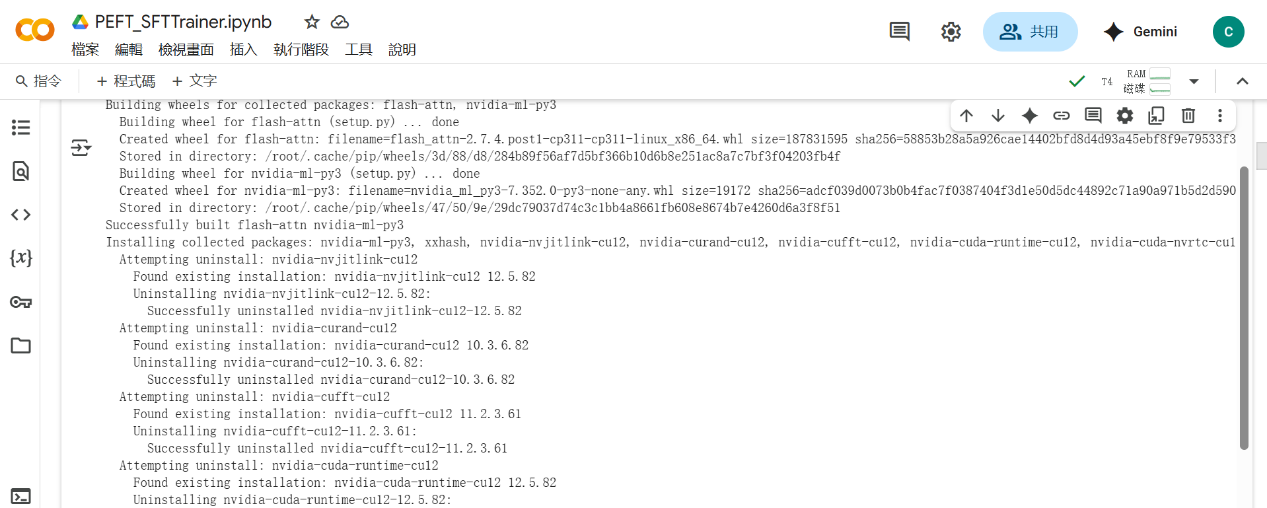 PEFT_SFTTrainer.ipynb
檔案 編輯 檢視畫面 插入 執行階段 工具 說明
共用
Gemini
C
指令 + 程式碼 + 文字
T4
RAM
磁碟
Building wheels for collected packages: flash-attn, nvidia-ml-py3
Building wheel for flash-attn (setup.py) ... done
Created wheel for flash-attn: filename=flash_attn-2.7.4.post1-cp311-cp311-linux_x86_64.whl size=187831595 sha256=58853b28a5a926cae14402bfd8d4d93a45ebf8f9e79533f3
Stored in directory: /root/.cache/pip/wheels/3d/88/d8/284b89f56af7d5bf366b10d6b8e251ac8a7c7bf3f04203fb4f
Building wheel for nvidia-ml-py3 (setup.py) ... done
Created wheel for nvidia-ml-py3: filename=nvidia_ml_py3-7.352.0-py3-none-any.whl size=19172 sha256=adcf039d0073b0b4fac7f0387404f3d1e50d5dc44892c71a90a971b5d2d590
Stored in directory: /root/.cache/pip/wheels/47/50/9e/29dc79037d74c3c1bb4a8661fb608e8674b7e4260d6a3f8f51
Successfully built flash-attn nvidia-ml-py3
Installing collected packages: nvidia-ml-py3, xxhash, nvidia-nvjitlink-cu12, nvidia-curand-cu12, nvidia-cufft-cu12, nvidia-cuda-runtime-cu12, nvidia-cuda-nvrtc-cu1
Attempting uninstall: nvidia-nvjitlink-cu12
Found existing installation: nvidia-nvjitlink-cu12 12.5.82
Uninstalling nvidia-nvjitlink-cu12-12.5.82:
Successfully uninstalled nvidia-nvjitlink-cu12-12.5.82
Attempting uninstall: nvidia-curand-cu12
Found existing installation: nvidia-curand-cu12 10.3.6.82
Uninstalling nvidia-curand-cu12-10.3.6.82:
Successfully uninstalled nvidia-curand-cu12-10.3.6.82
Attempting uninstall: nvidia-cufft-cu12
Found existing installation: nvidia-cufft-cu12 11.2.3.61
Uninstalling nvidia-cufft-cu12-11.2.3.61:
Successfully uninstalled nvidia-cufft-cu12-11.2.3.61
Attempting uninstall: nvidia-cuda-runtime-cu12
Found existing installation: nvidia-cuda-runtime-cu12 12.5.82
Uninstalling nvidia-cuda-runtime-cu12-12.5.82: